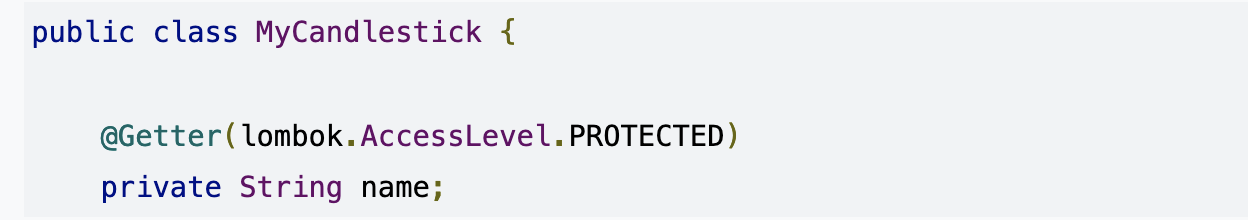 public class MyCandlestick {
@Getter(lombok.AccessLevel.PROTECTED)
private String name;